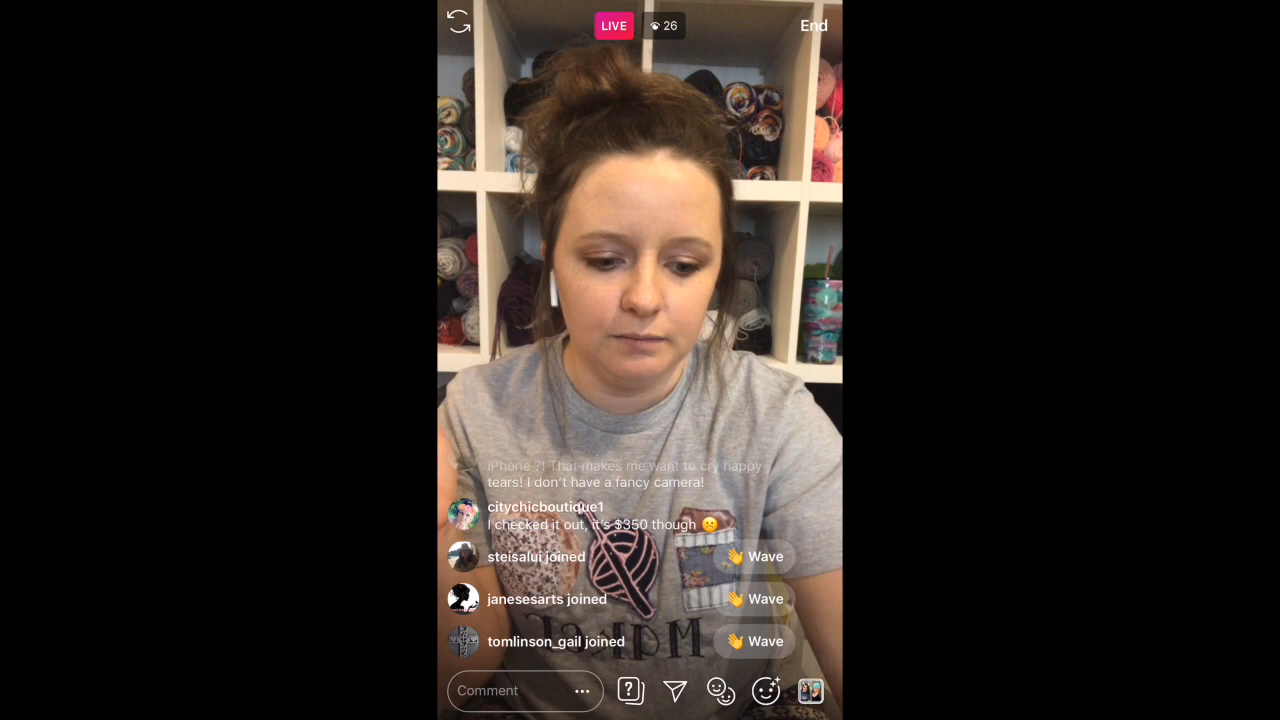 LIVE
26
End
iPhone ?! That makes me want to cry happy
tears! I don't have a fancy camera!
citychicboutique1
I checked it out, it's $350 though ☹️
steisalui joined
👋 Wave
janesesarts joined
👋 Wave
tomlinson_gail joined
👋 Wave
Comment